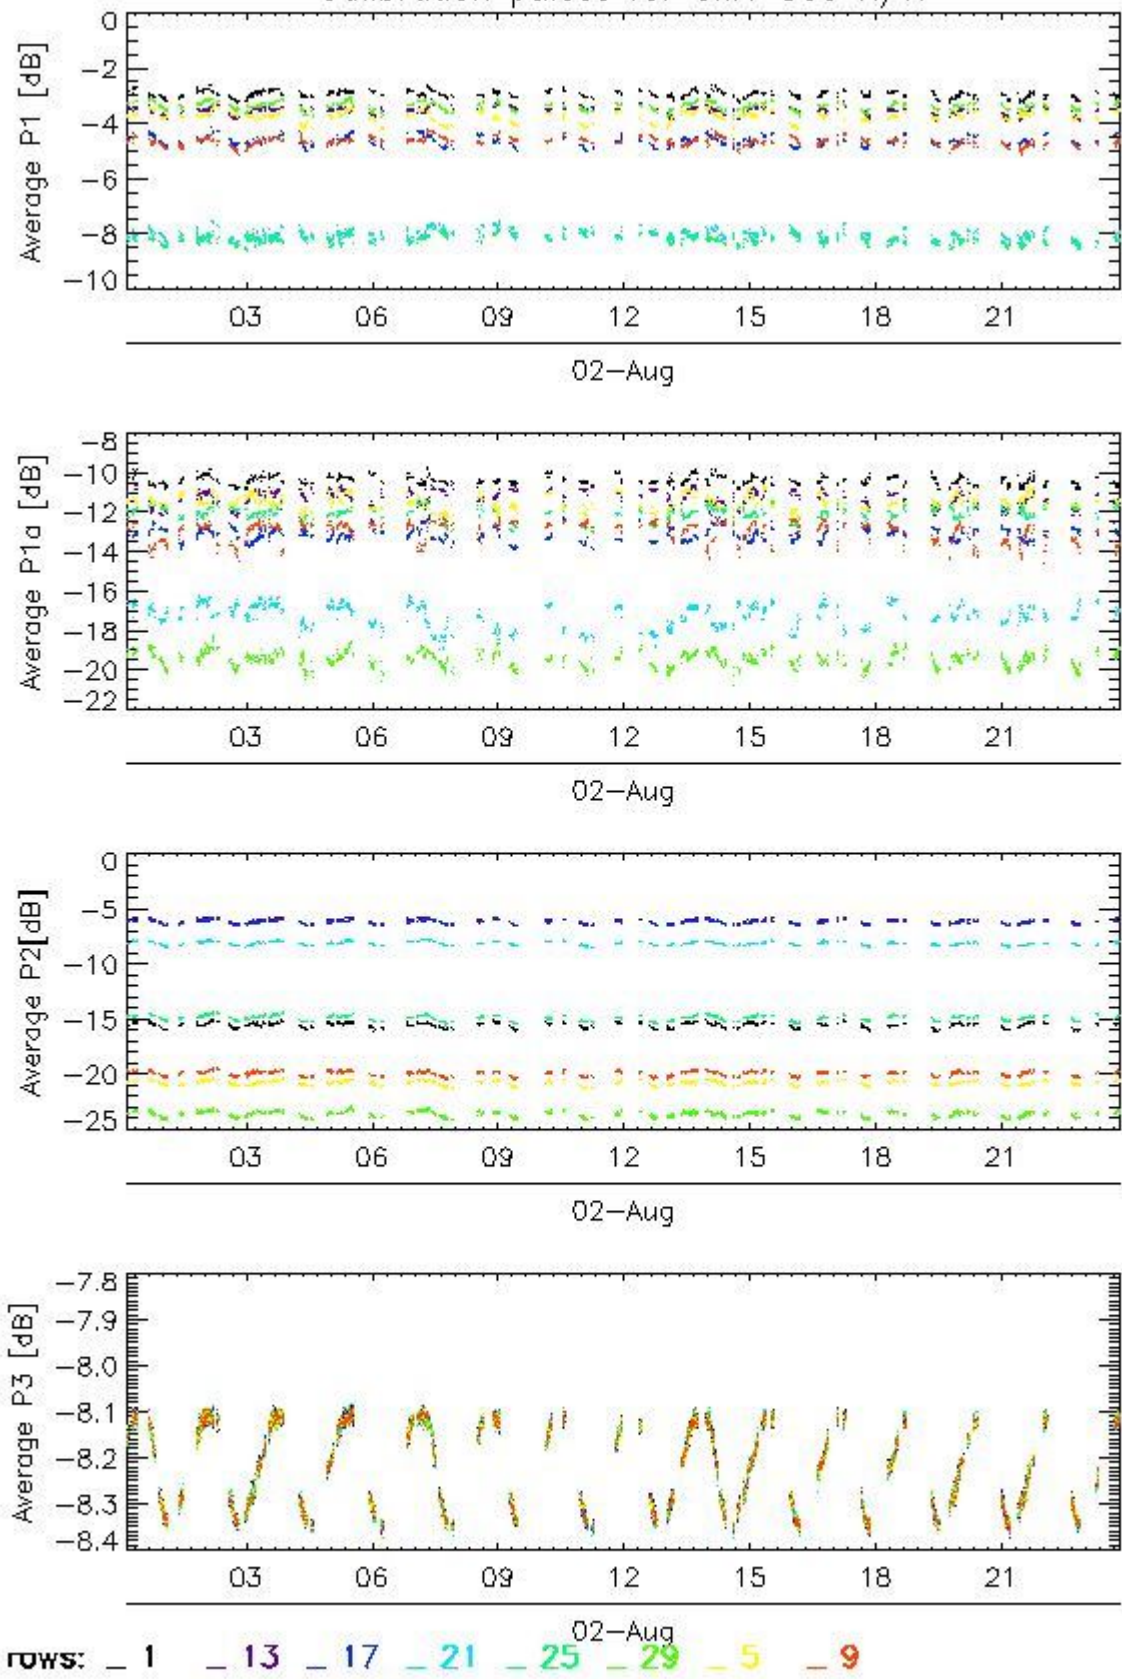 0
-2
-4
-6
-8
-10
Average P1 [dB]
03 06 09 12 15 18 21
02-Aug
-8
-10
-12
-14
-16
-18
-20
-22
Average P1a [dB]
03 06 09 12 15 18 21
02-Aug
0
-5
-10
-15
-20
-25
Average P2[dB]
03 06 09 12 15 18 21
02-Aug
-7.8
-7.9
-8.0
-8.1
-8.2
-8.3
-8.4
Average P3 [dB]
03 06 09 12 15 18 21
02-Aug
rows: _ 1 _ 13 _ 17 _ 21 _ 25 _ 29 _ 5 _ 9